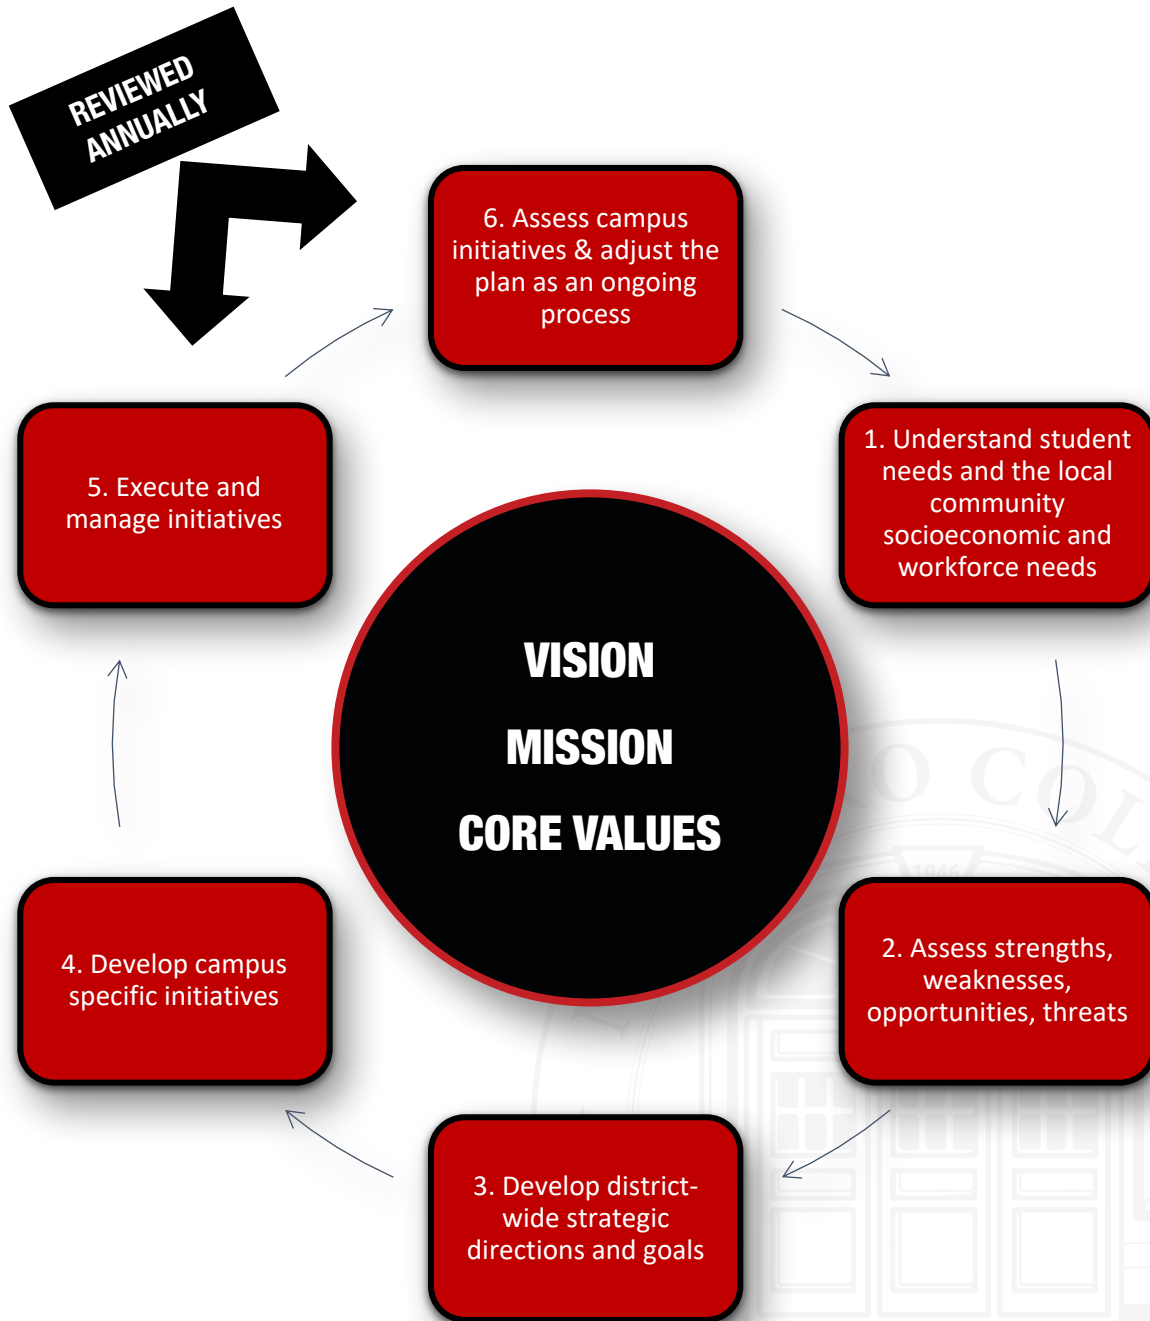 REVIEWED
ANNUALLY
6. Assess campus
initiatives & adjust the
plan as an ongoing
process
1. Understand student
needs and the local
community
socioeconomic and
workforce needs
5. Execute and
manage initiatives
VISION
MISSION
CORE VALUES
2. Assess strengths,
weaknesses,
opportunities, threats
4. Develop campus
specific initiatives
3. Develop district-
wide strategic
directions and goals
1946